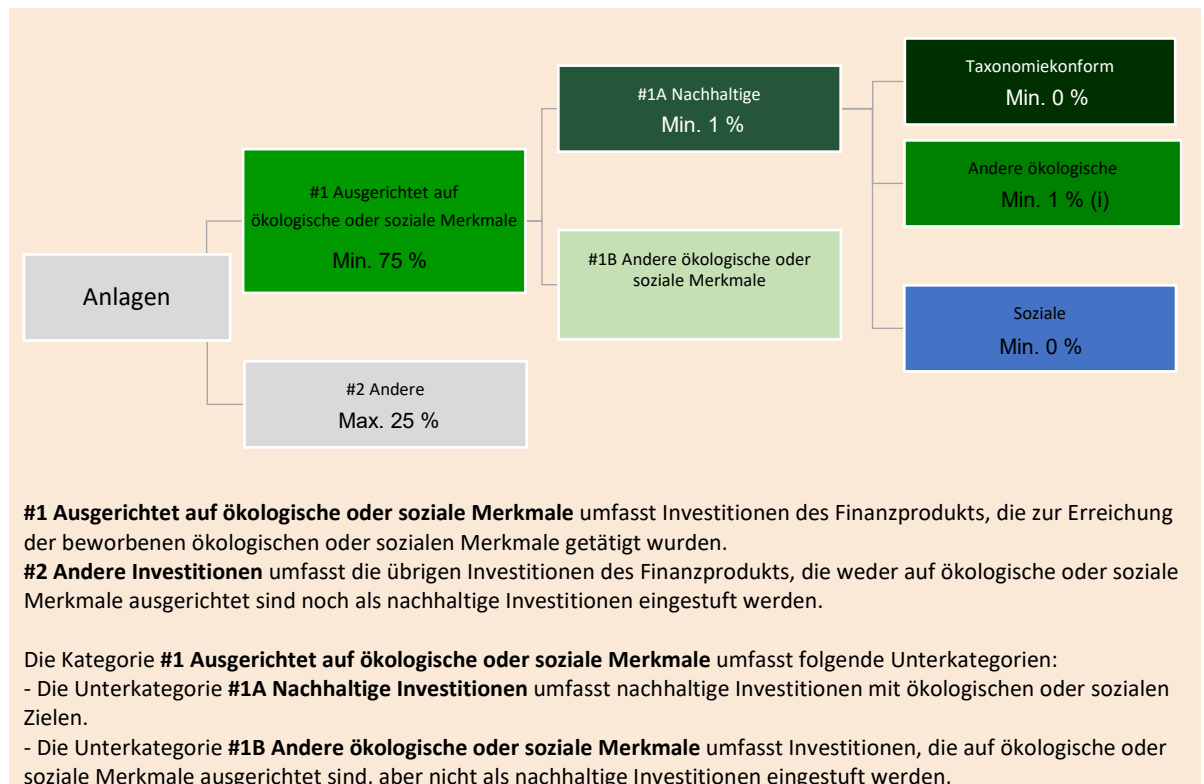 Taxonomiekonform
Min. 0 %
#1A Nachhaltige
Min. 1 %
Andere ökologische
Min. 1 % (i)
#1 Ausgerichtet auf
ökologische oder soziale Merkmale
Min. 75 %
#1B Andere ökologische oder
soziale Merkmale
Anlagen
Soziale
Min. 0 %
#2 Andere
Max. 25 %
#1 Ausgerichtet auf ökologische oder soziale Merkmale umfasst Investitionen des Finanzprodukts, die zur Erreichung
der beworbenen ökologischen oder sozialen Merkmale getätigt wurden.
#2 Andere Investitionen umfasst die übrigen Investitionen des Finanzprodukts, die weder auf ökologische oder soziale
Merkmale ausgerichtet sind noch als nachhaltige Investitionen eingestuft werden.
Die Kategorie #1 Ausgerichtet auf ökologische oder soziale Merkmale umfasst folgende Unterkategorien:
- Die Unterkategorie #1A Nachhaltige Investitionen umfasst nachhaltige Investitionen mit ökologischen oder sozialen
Zielen.
- Die Unterkategorie #1B Andere ökologische oder soziale Merkmale umfasst Investitionen, die auf ökologische oder
soziale Merkmale ausgerichtet sind, aber nicht als nachhaltige Investitionen eingestuft werden.